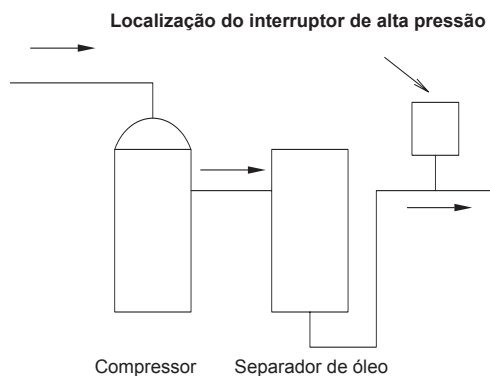 Localização do interruptor de alta pressão
Compressor
Separador de óleo